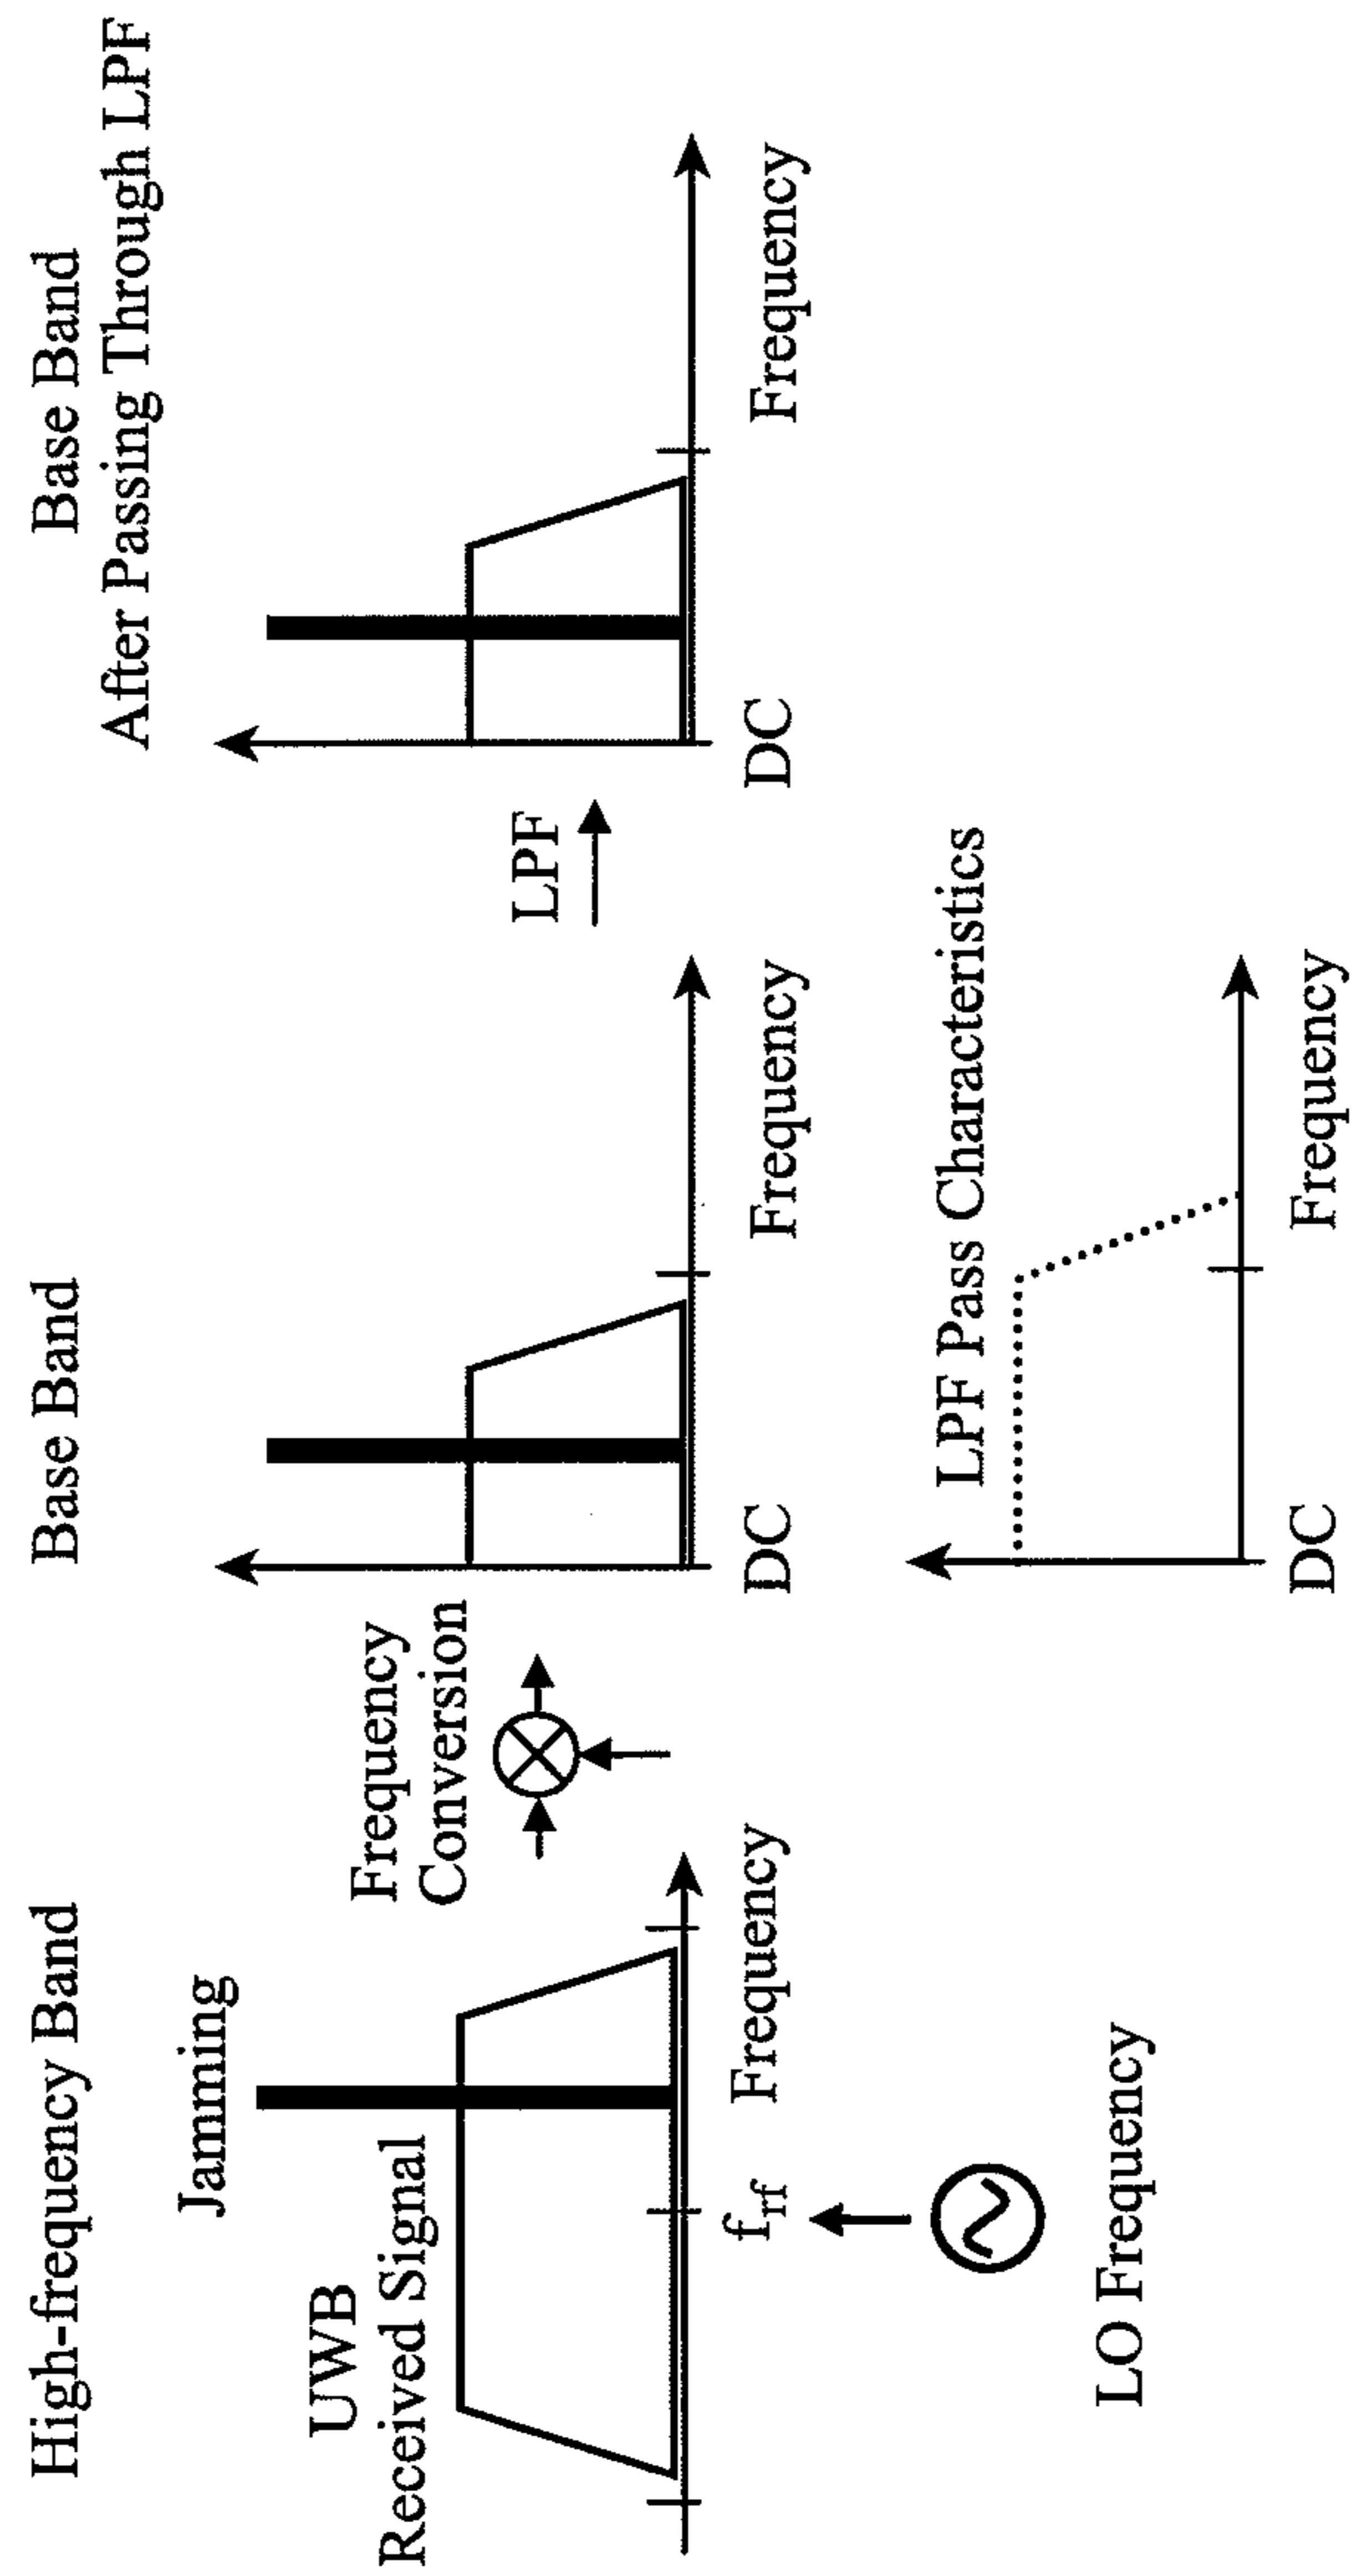 High-frequency Band
Jamming
UWB
Received Signal
f_rf
Frequency
LO Frequency
Frequency
Conversion
Base Band
DC
Frequency
LPF Pass Characteristics
DC
Frequency
LPF
Base Band
After Passing Through LPF
DC
Frequency